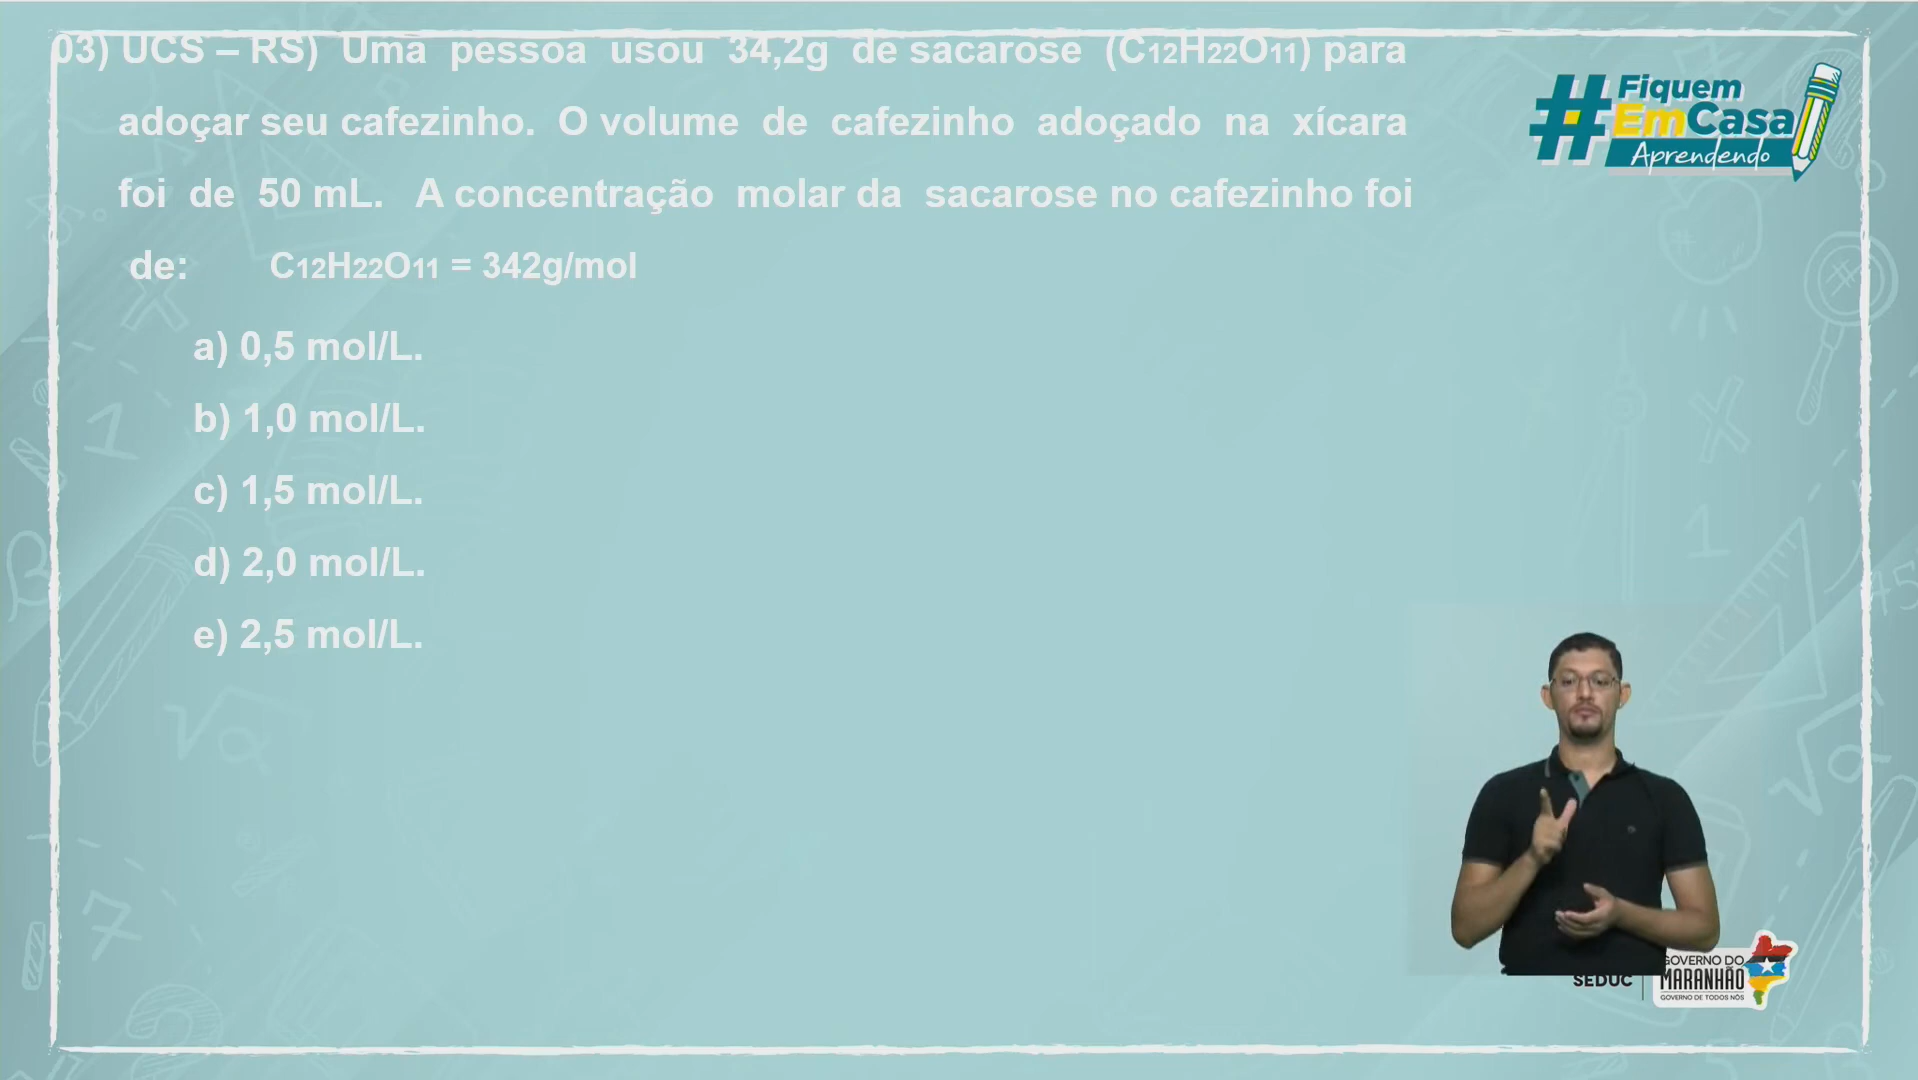 03) UCS – RS) Uma pessoa usou 34,2g de sacarose (C12H22O11) para
adoçar seu cafezinho. O volume de cafezinho adoçado na xícara
foi de 50 mL. A concentração molar da sacarose no cafezinho foi
de: C12H22O11 = 342g/mol
a) 0,5 mol/L.
b) 1,0 mol/L.
c) 1,5 mol/L.
d) 2,0 mol/L.
e) 2,5 mol/L.
#Fiquem
EmCasa
Aprendendo
SEDUC
GOVERNO DO
MARANHÃO
GOVERNO DE TODOS NÓS